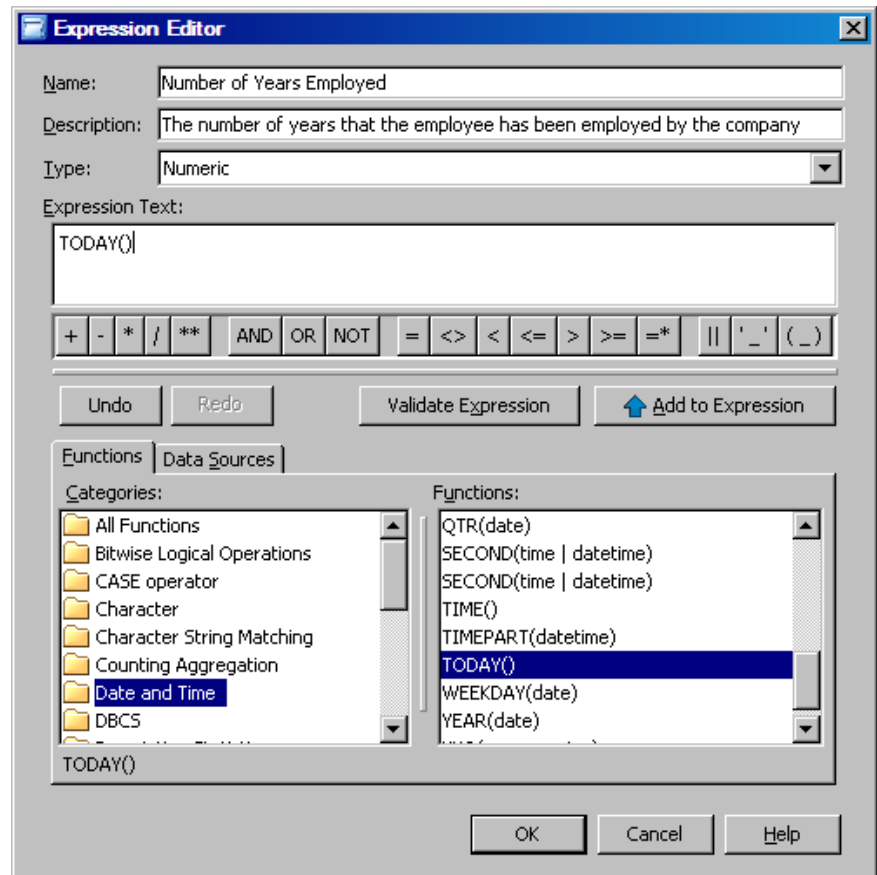 Expression Editor
Name: Number of Years Employed
Description: The number of years that the employee has been employed by the company
Type: Numeric
Expression Text:
TODAY()
+ - * / ** AND OR NOT = <> < <= > >= =* || '_' (_)
Undo Redo Validate Expression Add to Expression
Functions Data Sources
Categories:
All Functions
Bitwise Logical Operations
CASE operator
Character
Character String Matching
Counting Aggregation
Date and Time
DBCS
Functions:
QTR(date)
SECOND(time | datetime)
SECOND(time | datetime)
TIME()
TIMEPART(datetime)
TODAY()
WEEKDAY(date)
YEAR(date)
TODAY()
OK Cancel Help